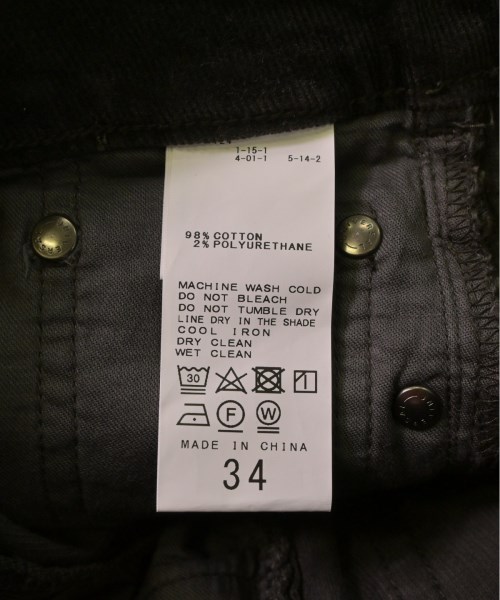 1-15-1
4-01-1 5-14-2
98% COTTON
2% POLYURETHANE
MACHINE WASH COLD
DO NOT BLEACH
DO NOT TUMBLE DRY
LINE DRY IN THE SHADE
COOL IRON
DRY CLEAN
WET CLEAN
30
F W
MADE IN CHINA
34